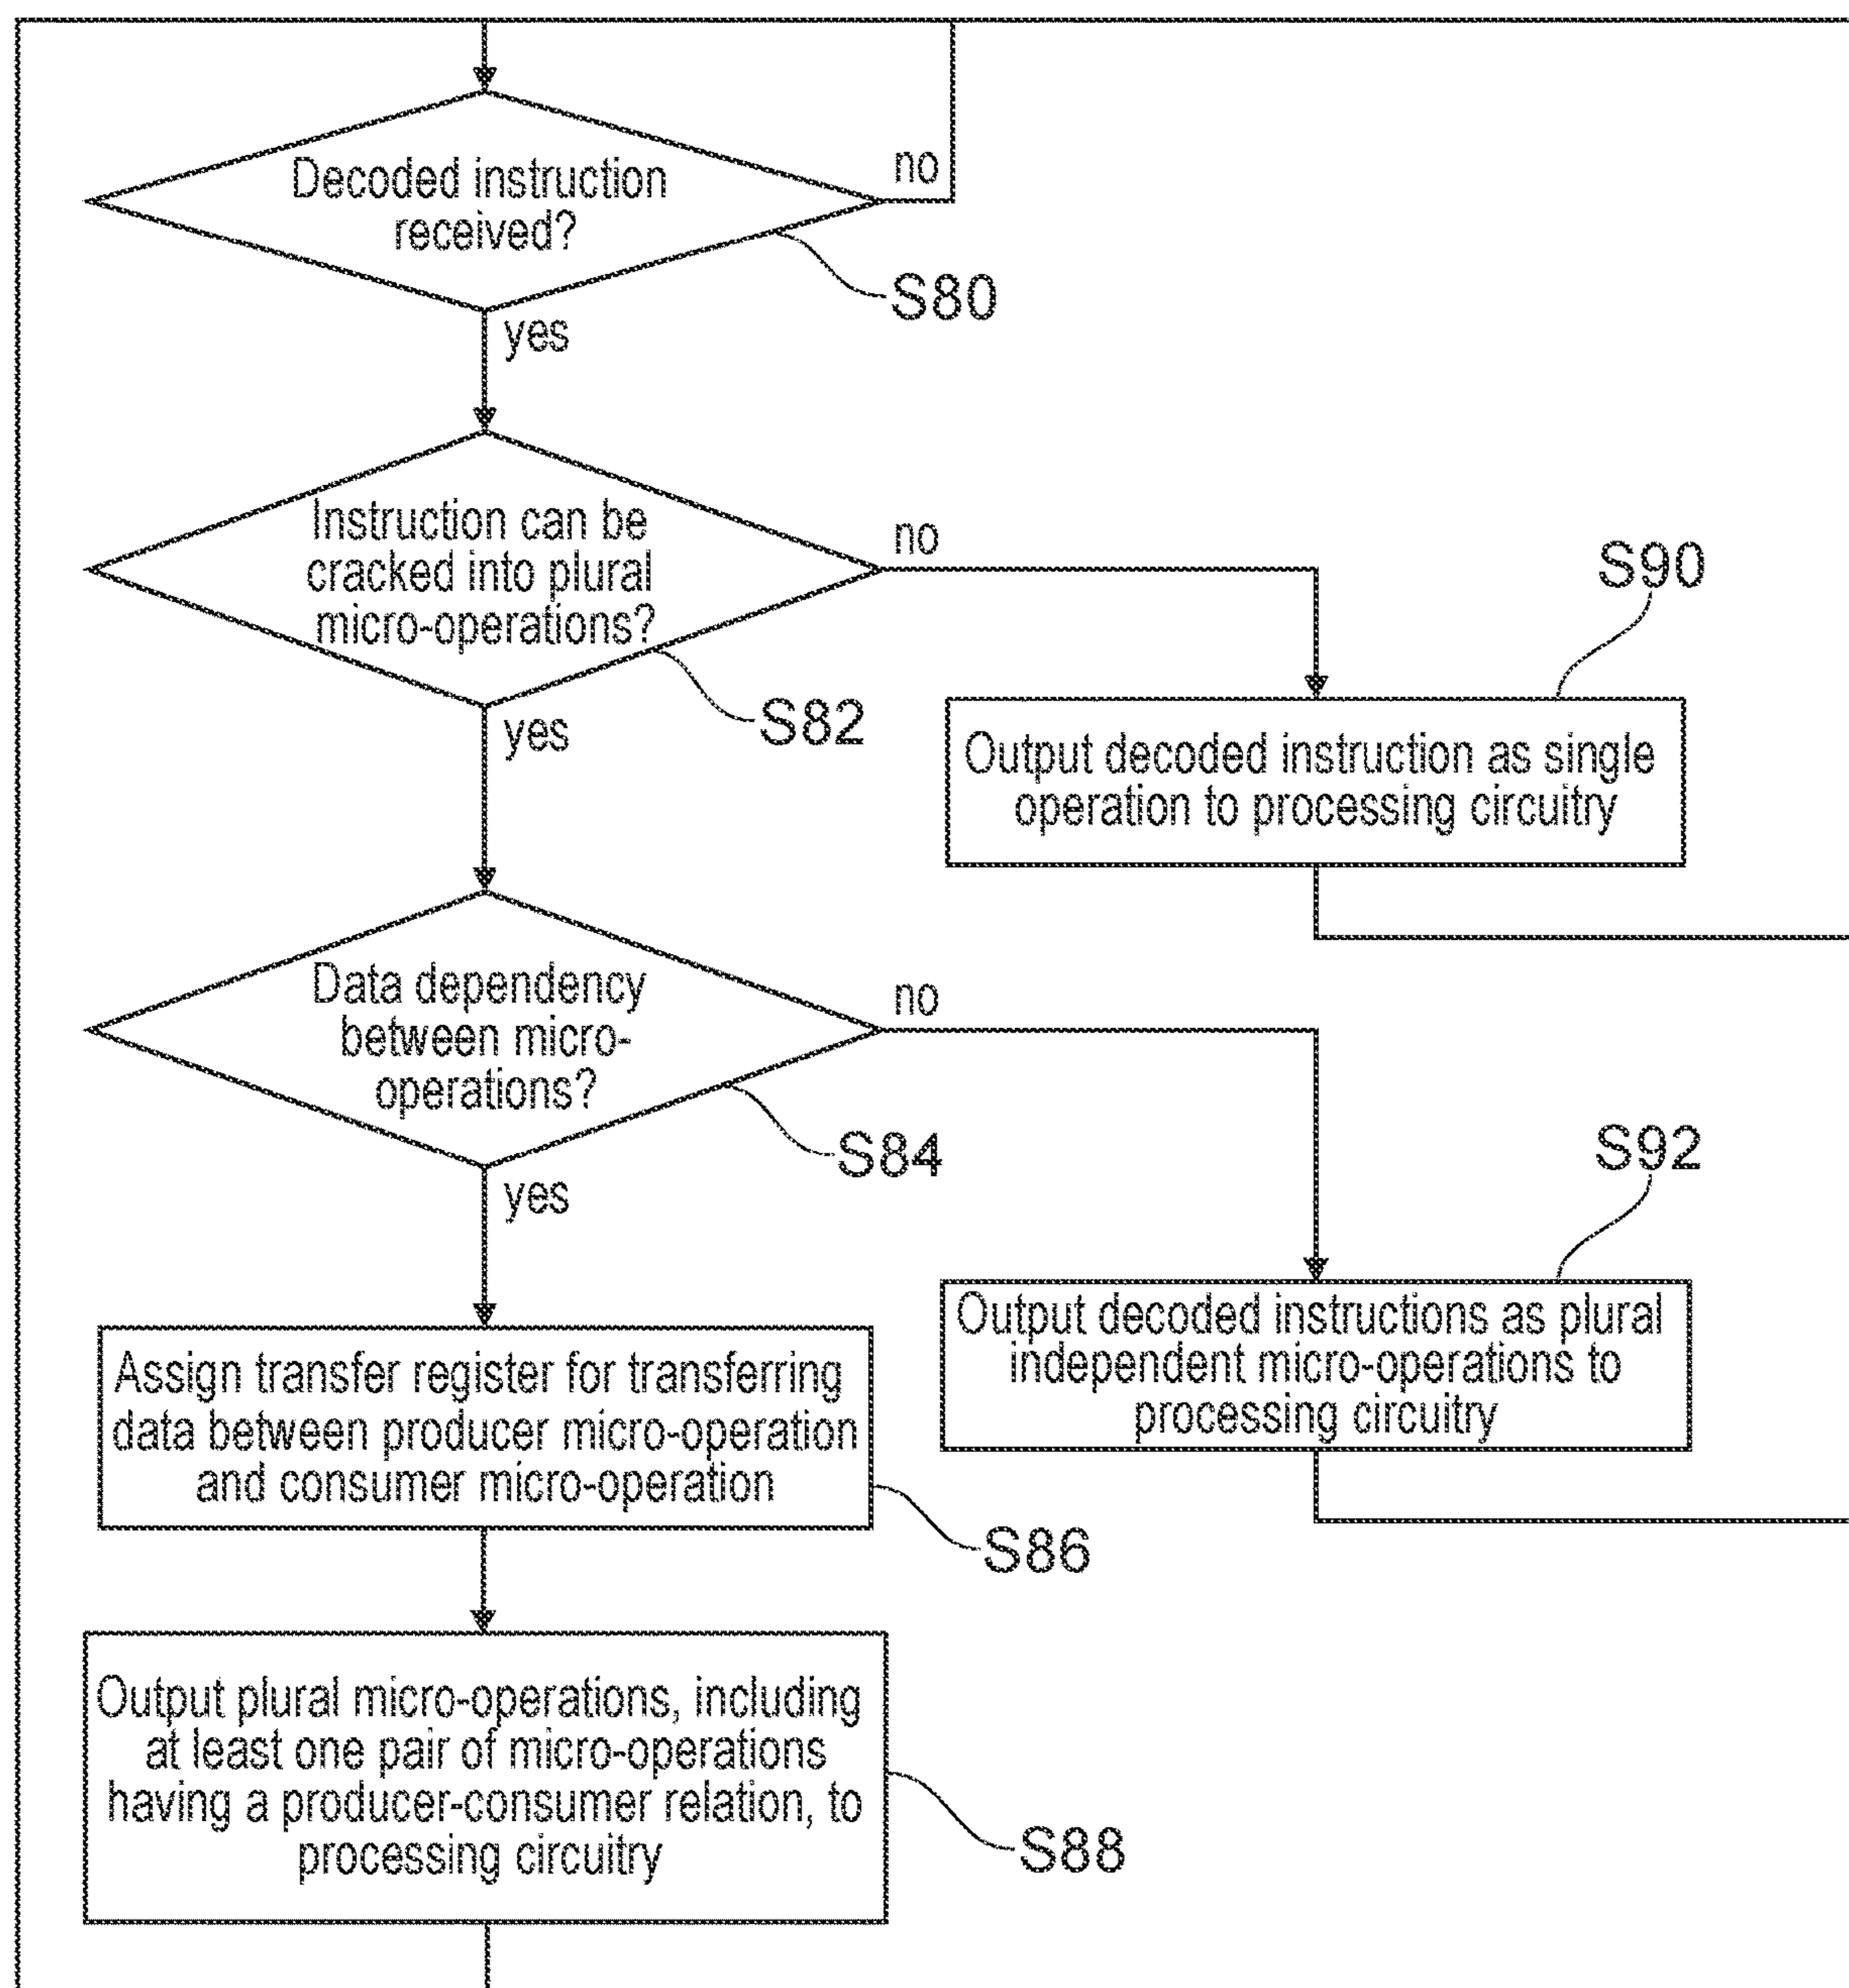 Decoded instruction
received?
no
S80
yes
Instruction can be
cracked into plural
micro-operations?
no
S82
yes
S90
Output decoded instruction as single
operation to processing circuitry
Data dependency
between micro-
operations?
no
S84
yes
S92
Output decoded instructions as plural
independent micro-operations to
processing circuitry
Assign transfer register for transferring
data between producer micro-operation
and consumer micro-operation
S86
Output plural micro-operations, including
at least one pair of micro-operations
having a producer-consumer relation, to
processing circuitry
S88